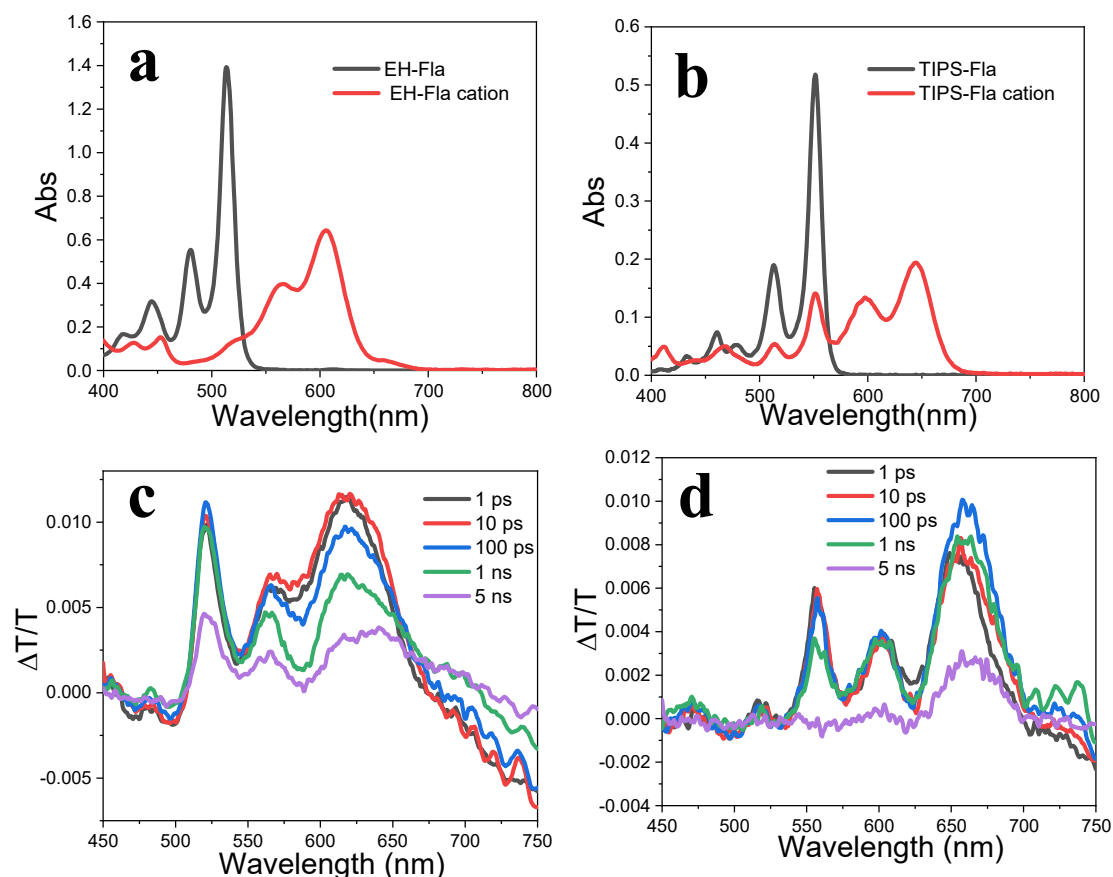 a
EH-Fla
EH-Fla cation
Abs
1.6
1.4
1.2
1.0
0.8
0.6
0.4
0.2
0.0
400 500 600 700 800
Wavelength(nm)
b
TIPS-Fla
TIPS-Fla cation
Abs
0.6
0.5
0.4
0.3
0.2
0.1
0.0
400 500 600 700 800
Wavelength(nm)
c
1 ps
10 ps
100 ps
1 ns
5 ns
ΔT/T
0.010
0.005
0.000
-0.005
450 500 550 600 650 700 750
Wavelength (nm)
d
1 ps
10 ps
100 ps
1 ns
5 ns
ΔT/T
0.012
0.010
0.008
0.006
0.004
0.002
0.000
-0.002
-0.004
450 500 550 600 650 700 750
Wavelength (nm)